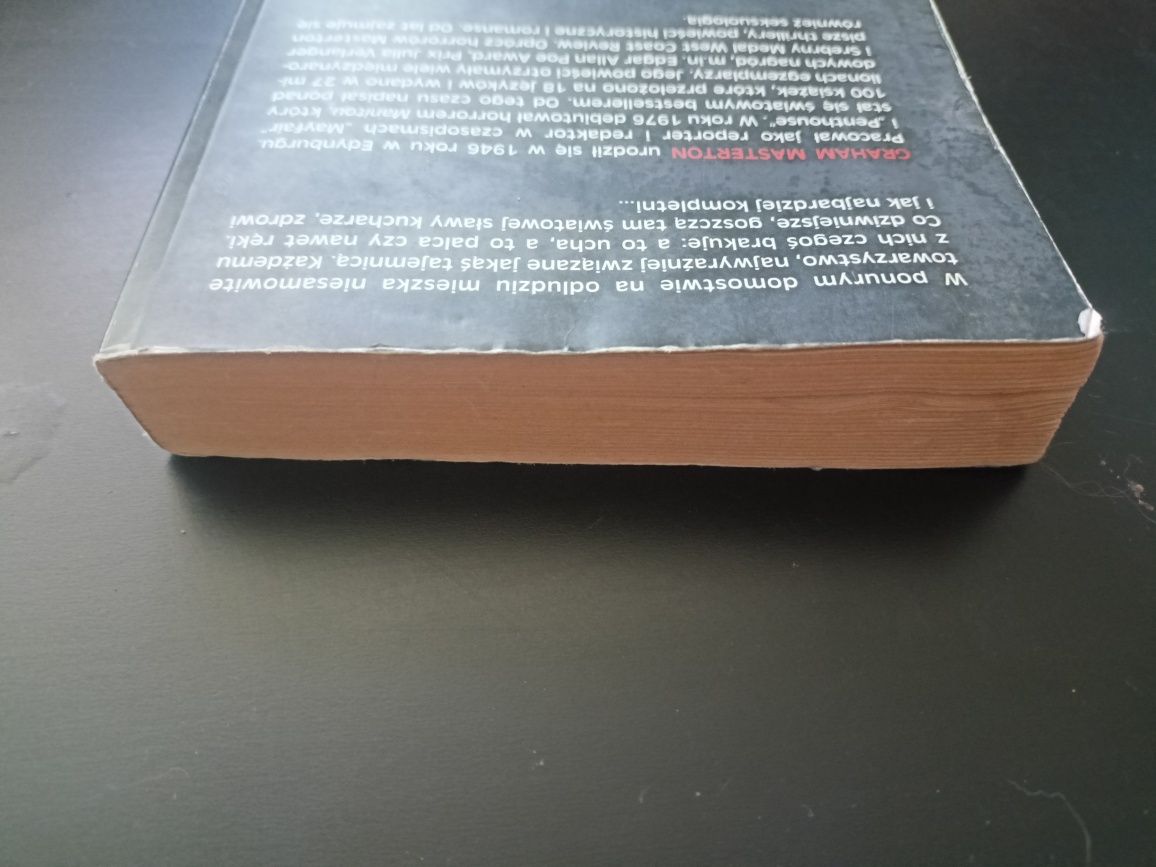 W ponurym domostwie na odludziu mieszka niesamowite
towarzystwo, najwyraźniej związane jakąś tajemnicą. Każdemu
z nich czegoś brakuje: a to ucha, a to palca czy nawet ręki.
Co dziwniejsze, goszczą tam światowej sławy kucharze, zdrowi
i jak najbardziej kompletni...
GRAHAM MASTERTON urodził się w 1946 roku w Edynburgu.
Pracował jako reporter i redaktor w czasopismach „Mayfair”
i „Penthouse”. W roku 1976 debiutował horrorem Manitou, który
stał się światowym bestsellerem. Od tego czasu napisał ponad
100 książek, które przełożono na 18 języków i wydano w 27 mi-
lionach egzemplarzy. Jego powieści otrzymały wiele międzynaro-
dowych nagród, m.in. Edgar Allan Poe Award, Prix Julia Verlanger
i Srebrny Medal West Coast Review. Oprócz horrorów Masterton
pisze thrillery, powieści historyczne i romanse. Od lat zajmuje się
również seksuologią.